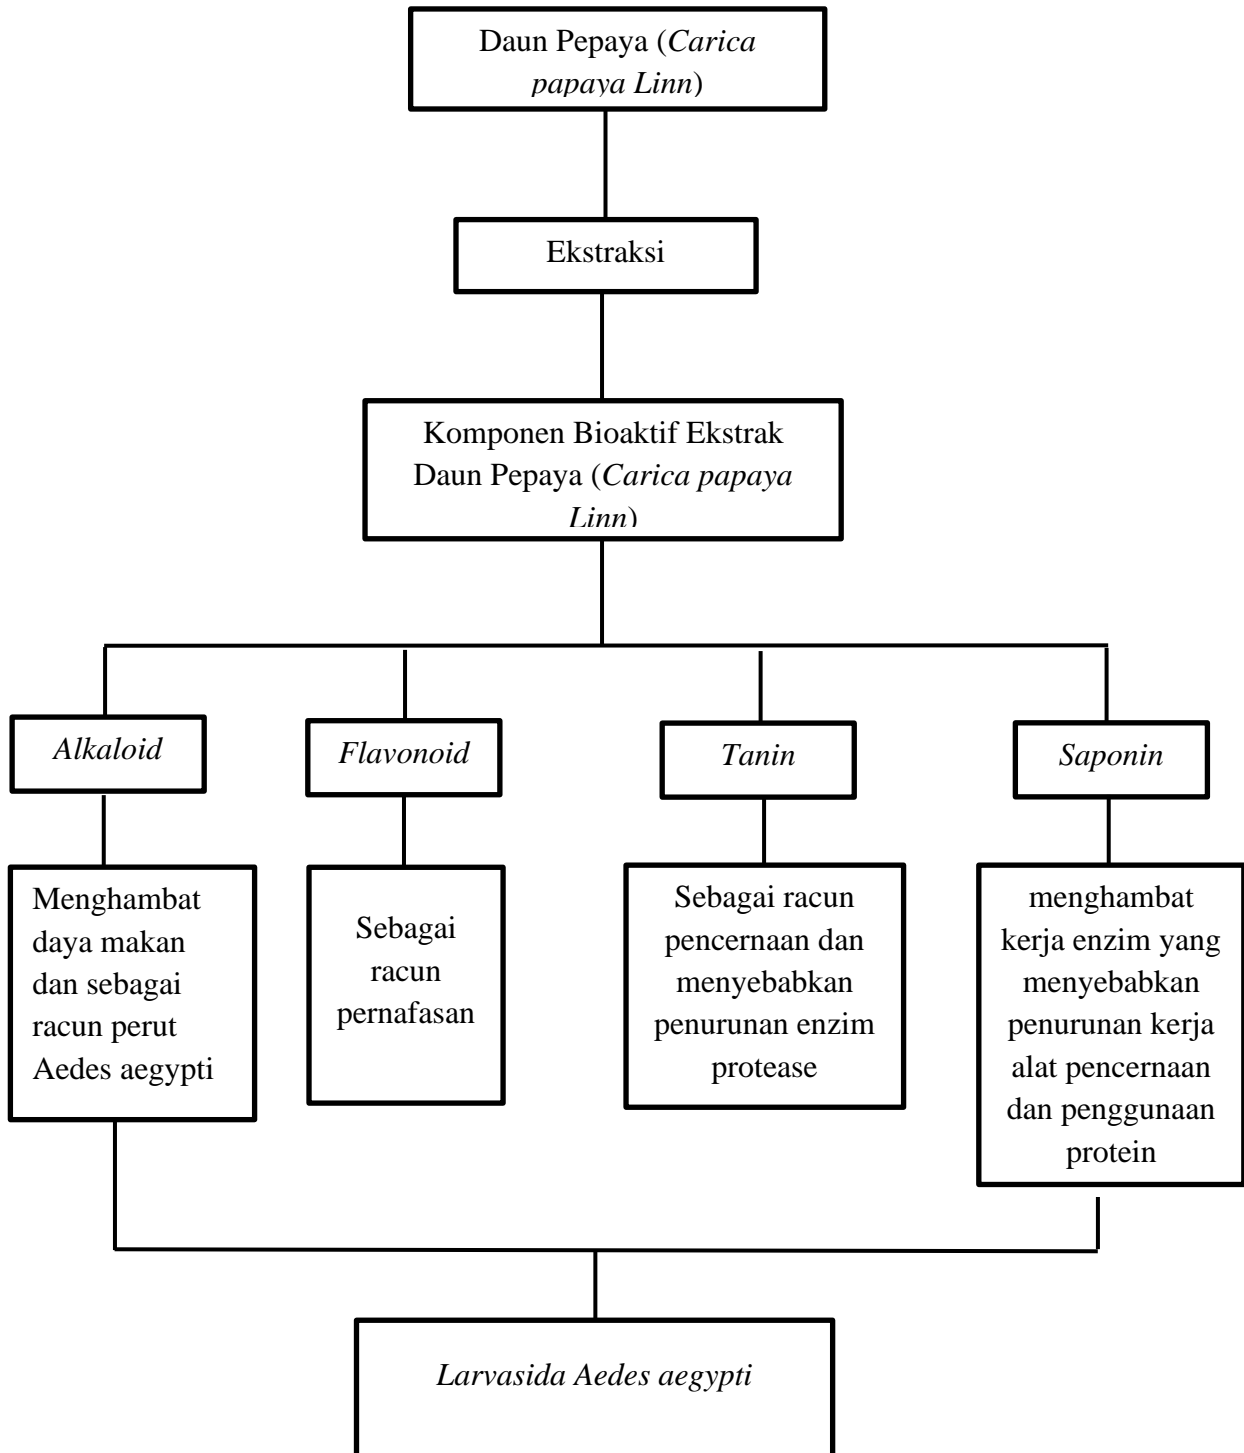 Daun Pepaya (Carica
papaya Linn)
Ekstraksi
Komponen Bioaktif Ekstrak
Daun Pepaya (Carica papaya
Linn)
Alkaloid
Flavonoid
Tanin
Saponin
Menghambat
daya makan
dan sebagai
racun perut
Aedes aegypti
Sebagai
racun
pernafasan
Sebagai racun
pencernaan dan
menyebabkan
penurunan enzim
protease
menghambat
kerja enzim yang
menyebabkan
penurunan kerja
alat pencernaan
dan penggunaan
protein
Larvasida Aedes aegypti